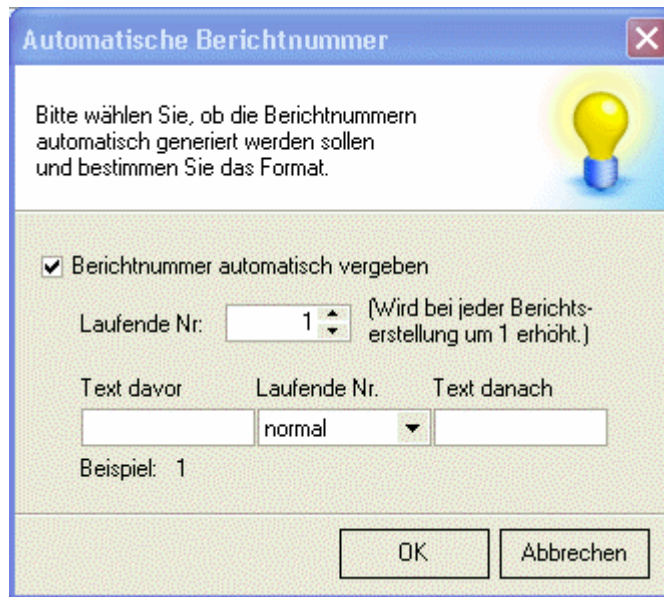 Automatische Berichtnummer
Bitte wählen Sie, ob die Berichtnummern
automatisch generiert werden sollen
und bestimmen Sie das Format.
Berichtnummer automatisch vergeben
Laufende Nr: 1 (Wird bei jeder Berichts-
erstellung um 1 erhöht.)
Text davor Laufende Nr. Text danach
normal
Beispiel: 1
OK Abbrechen